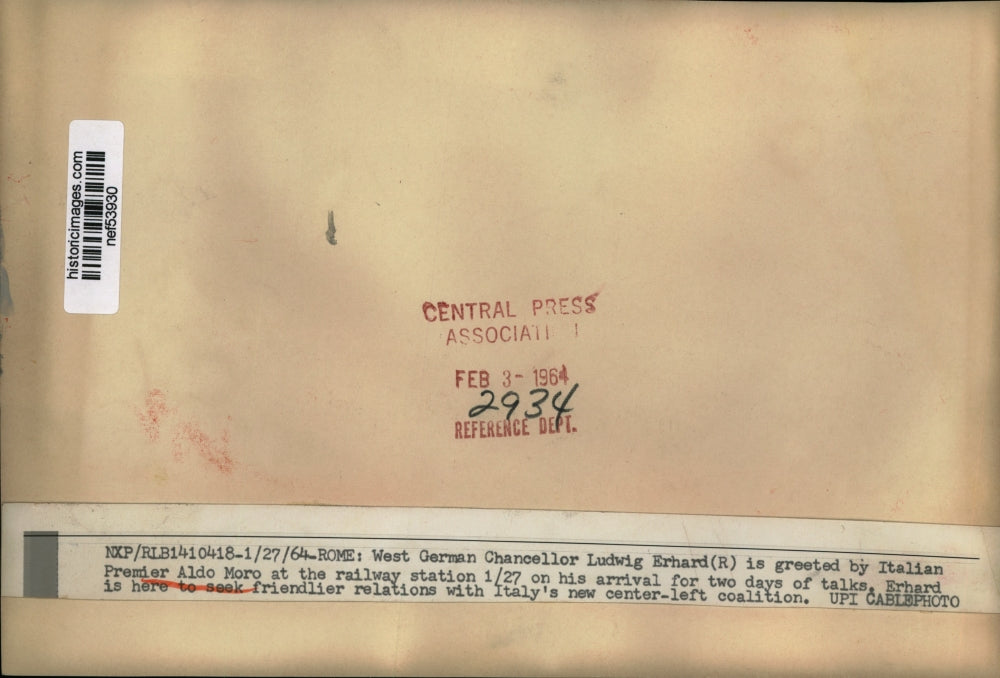 historicimages.com
nef53930
CENTRAL PRESS
ASSOCIATI
FEB 3- 1964
2934
REFERENCE DEPT.
NXP/RLB1410418-1/27/64-ROME: West German Chancellor Ludwig Erhard(R) is greeted by Italian
Premier Aldo Moro at the railway station 1/27 on his arrival for two days of talks. Erhard
is here to seek friendlier relations with Italy's new center-left coalition. UPI CABLEPHOTO